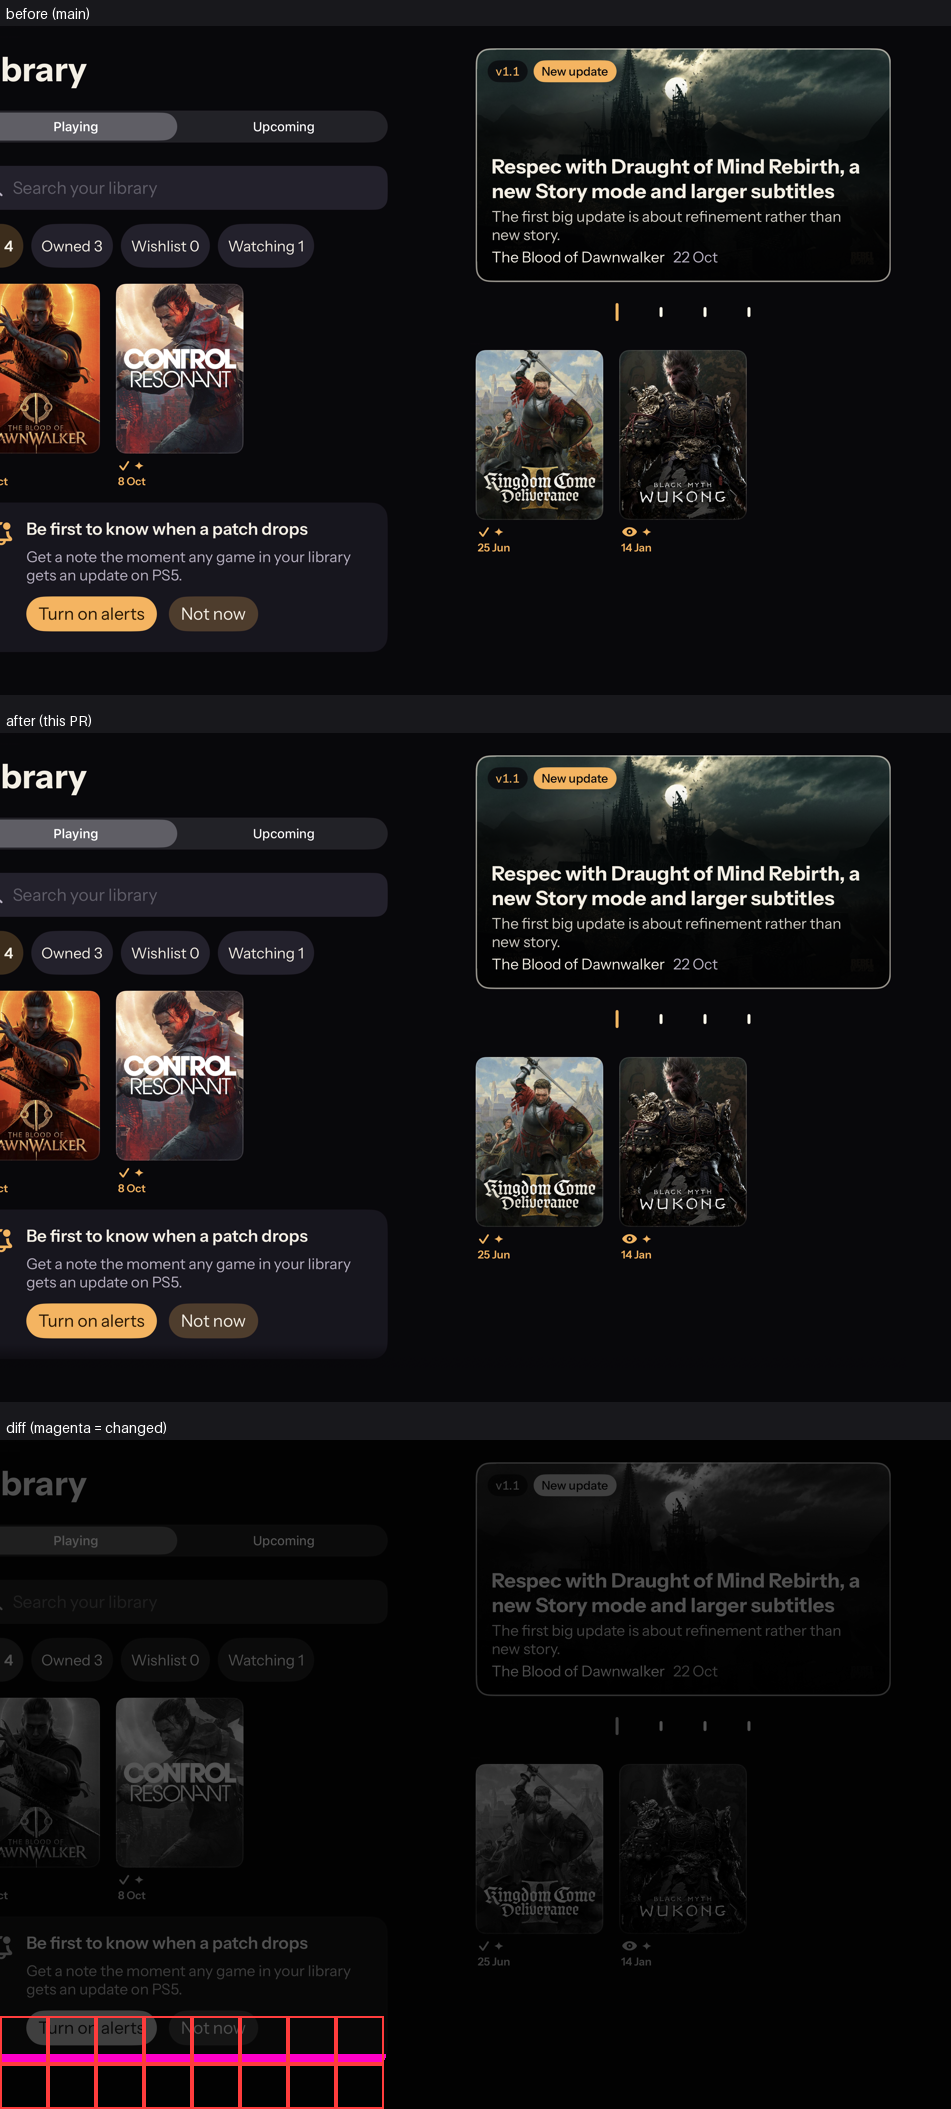 before (main)
brary
Playing
Upcoming
Search your library
4
Owned 3
Wishlist 0
Watching 1
THE BLOOD OF
AWNWALKER
CONTROL
RESONANT
ct
8 Oct
Be first to know when a patch drops
Get a note the moment any game in your library
gets an update on PS5.
Turn on alerts
Not now
v1.1
New update
Respec with Draught of Mind Rebirth, a
new Story mode and larger subtitles
The first big update is about refinement rather than
new story.
The Blood of Dawnwalker 22 Oct
Kingdom Come
II
Deliverance
BLACK MYTH
WUKONG
25 Jun
14 Jan
after (this PR)
brary
Playing
Upcoming
Search your library
4
Owned 3
Wishlist 0
Watching 1
THE BLOOD OF
AWNWALKER
CONTROL
RESONANT
ct
8 Oct
Be first to know when a patch drops
Get a note the moment any game in your library
gets an update on PS5.
Turn on alerts
Not now
v1.1
New update
Respec with Draught of Mind Rebirth, a
new Story mode and larger subtitles
The first big update is about refinement rather than
new story.
The Blood of Dawnwalker 22 Oct
Kingdom Come
II
Deliverance
BLACK MYTH
WUKONG
25 Jun
14 Jan
diff (magenta = changed)
brary
Playing
Upcoming
Search your library
4
Owned 3
Wishlist 0
Watching 1
THE BLOOD OF
AWNWALKER
CONTROL
RESONANT
ct
8 Oct
Be first to know when a patch drops
Get a note the moment any game in your library
gets an update on PS5.
Turn on alerts
Not now
v1.1
New update
Respec with Draught of Mind Rebirth, a
new Story mode and larger subtitles
The first big update is about refinement rather than
new story.
The Blood of Dawnwalker 22 Oct
Kingdom Come
II
Deliverance
BLACK MYTH
WUKONG
25 Jun
14 Jan